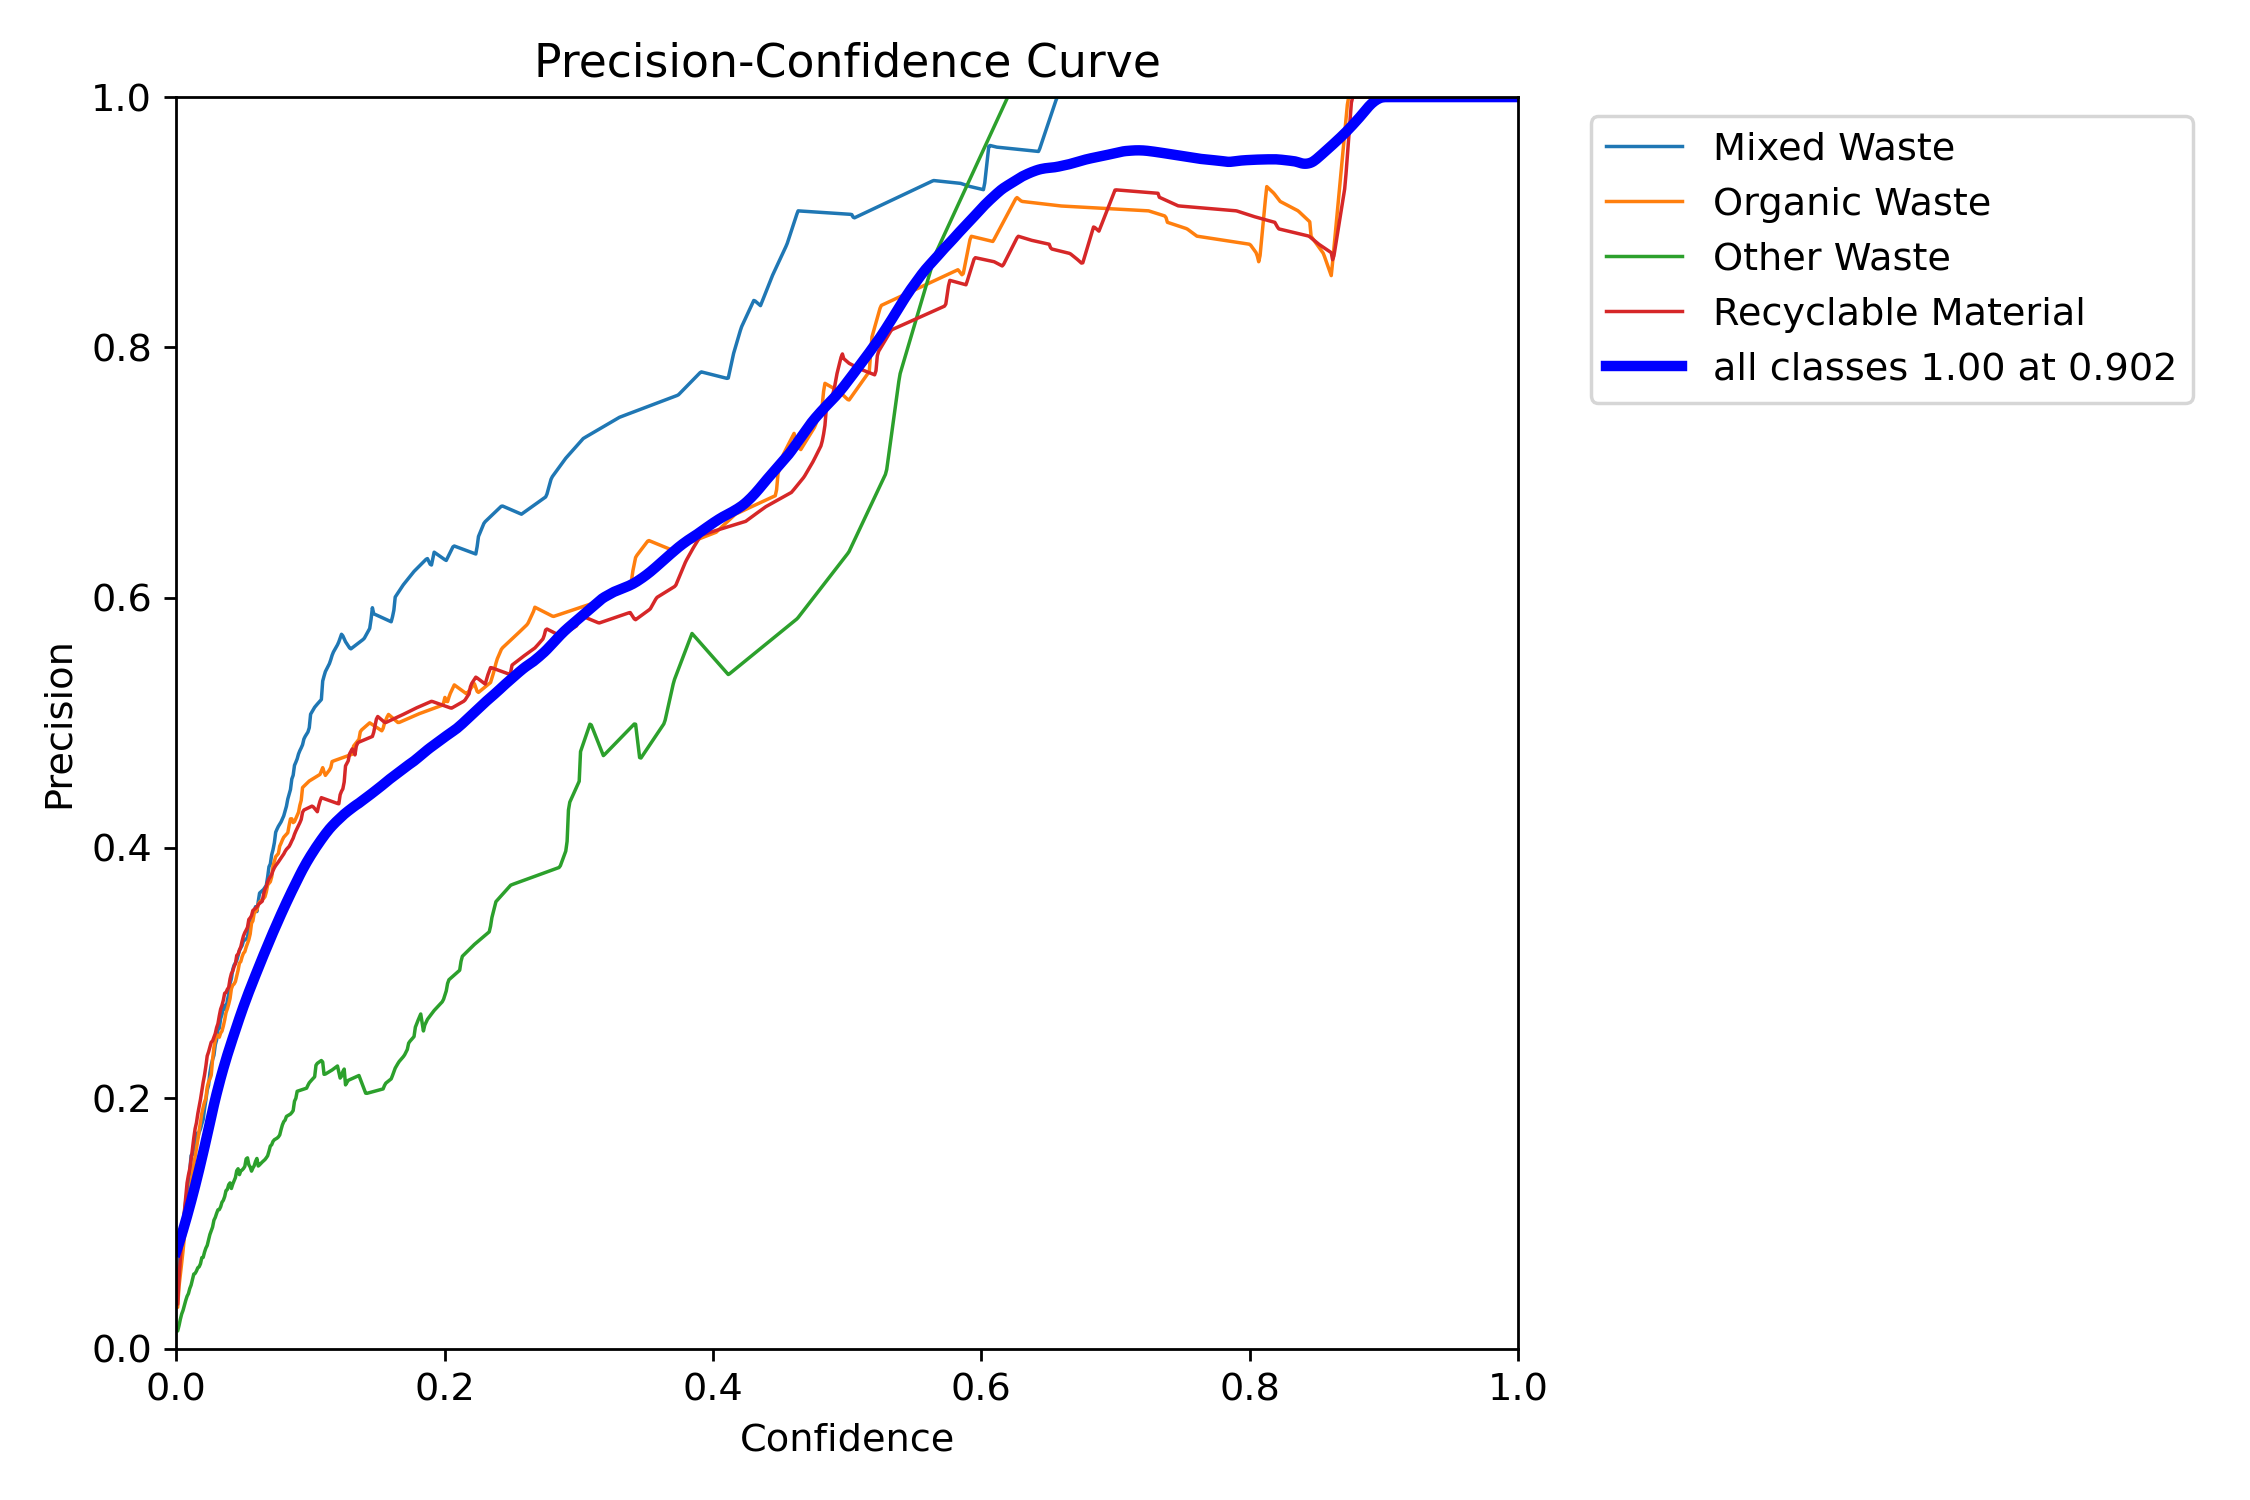 Precision-Confidence Curve
1.0
0.8
0.6
0.4
0.2
0.0
Precision
0.0 0.2 0.4 0.6 0.8 1.0
Confidence
Mixed Waste
Organic Waste
Other Waste
Recyclable Material
all classes 1.00 at 0.902